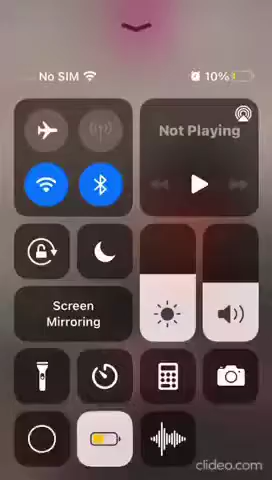 No SIM 10%
Not Playing
Screen
Mirroring
clideo.com